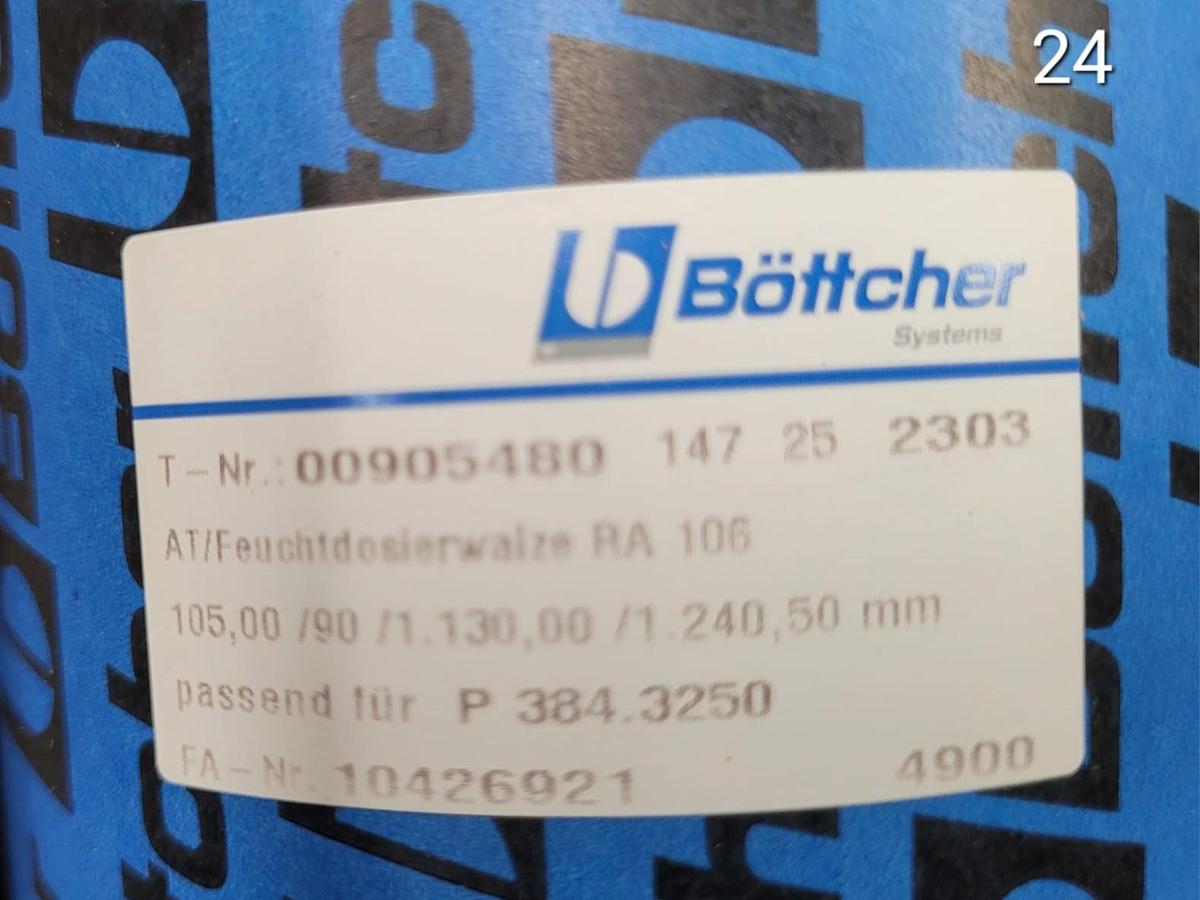 24
Böttcher
Systems
T-Nr.: 00905480 147 25 2303
AT/Feuchtdosierwalze RA 106
105,00 /90 /1.130,00 /1.240,50 mm
passend für P 384.3250
FA-Nr. 10426921 4900